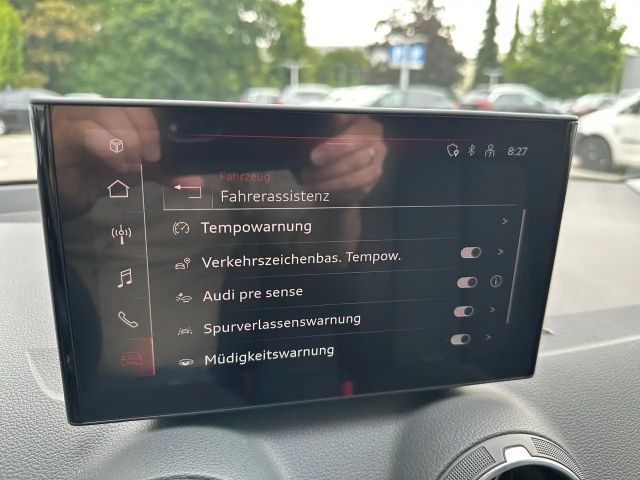 8:27
Fahrzeug
Fahrerassistenz
Tempowarnung
Verkehrszeichenbas. Tempow.
Audi pre sense
Spurverlassenswarnung
Müdigkeitswarnung